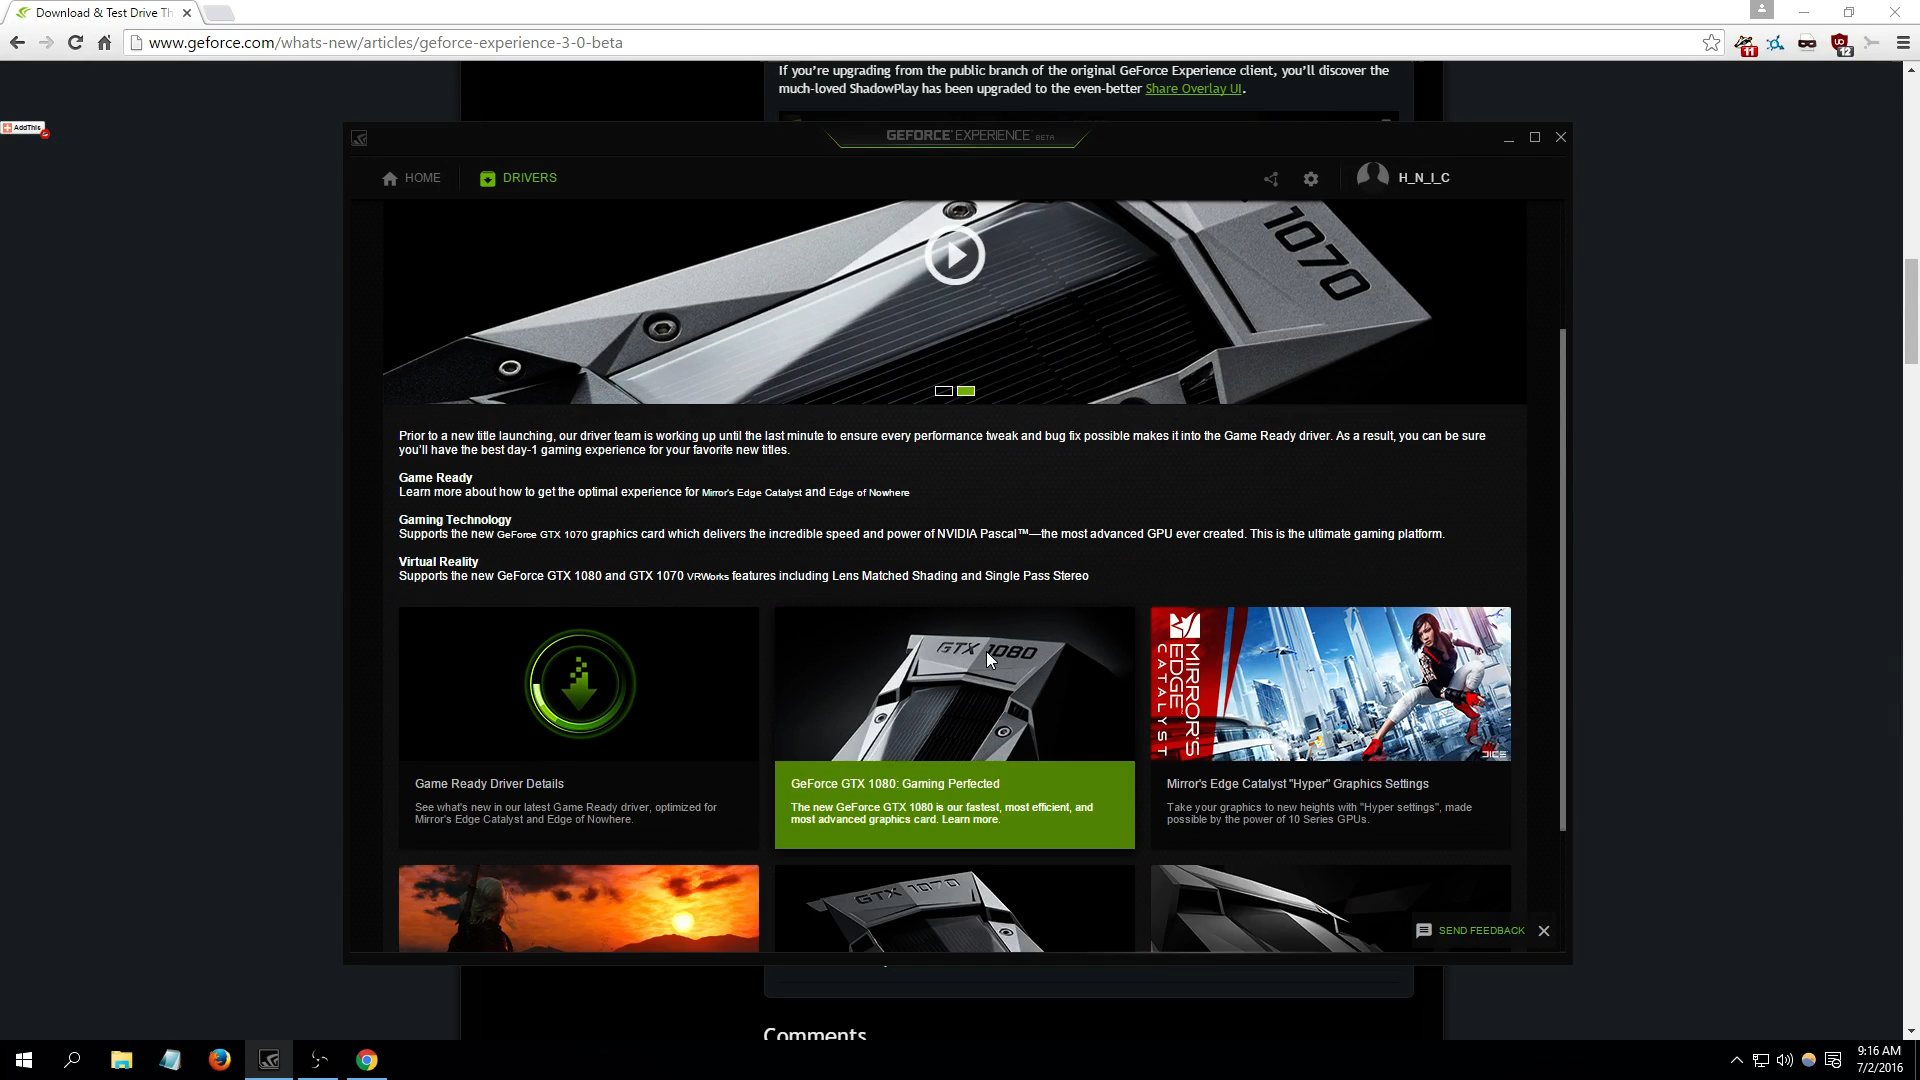 Download & Test Drive Th
www.geforce.com/whats-new/articles/geforce-experience-3-0-beta
11
12
If you're upgrading from the public branch of the original GeForce Experience client, you'll discover the
much-loved ShadowPlay has been upgraded to the even-better Share Overlay UI.
AddThis
GEFORCE EXPERIENCE BETA
HOME
DRIVERS
H_N_I_C
1070
Prior to a new title launching, our driver team is working up until the last minute to ensure every performance tweak and bug fix possible makes it into the Game Ready driver. As a result, you can be sure
you'll have the best day-1 gaming experience for your favorite new titles.
Game Ready
Learn more about how to get the optimal experience for Mirror's Edge Catalyst and Edge of Nowhere
Gaming Technology
Supports the new GeForce GTX 1070 graphics card which delivers the incredible speed and power of NVIDIA Pascal™—the most advanced GPU ever created. This is the ultimate gaming platform.
Virtual Reality
Supports the new GeForce GTX 1080 and GTX 1070 VRWorks features including Lens Matched Shading and Single Pass Stereo
GTX 1080
MIRROR'S
EDGE™
CATALYST
DICE
Game Ready Driver Details
See what's new in our latest Game Ready driver, optimized for
Mirror's Edge Catalyst and Edge of Nowhere.
GeForce GTX 1080: Gaming Perfected
The new GeForce GTX 1080 is our fastest, most efficient, and
most advanced graphics card. Learn more.
Mirror's Edge Catalyst "Hyper" Graphics Settings
Take your graphics to new heights with "Hyper settings", made
possible by the power of 10 Series GPUs.
GTX 1070
SEND FEEDBACK
Comments
9:16 AM
7/2/2016